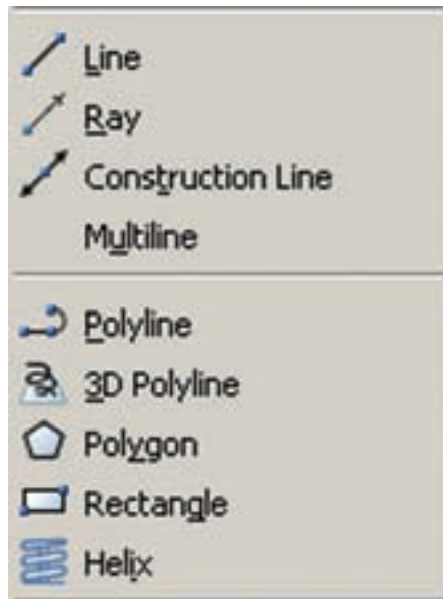 Line
Ray
Construction Line
Multiline
Polyline
3D Polyline
Polygon
Rectangle
Helix